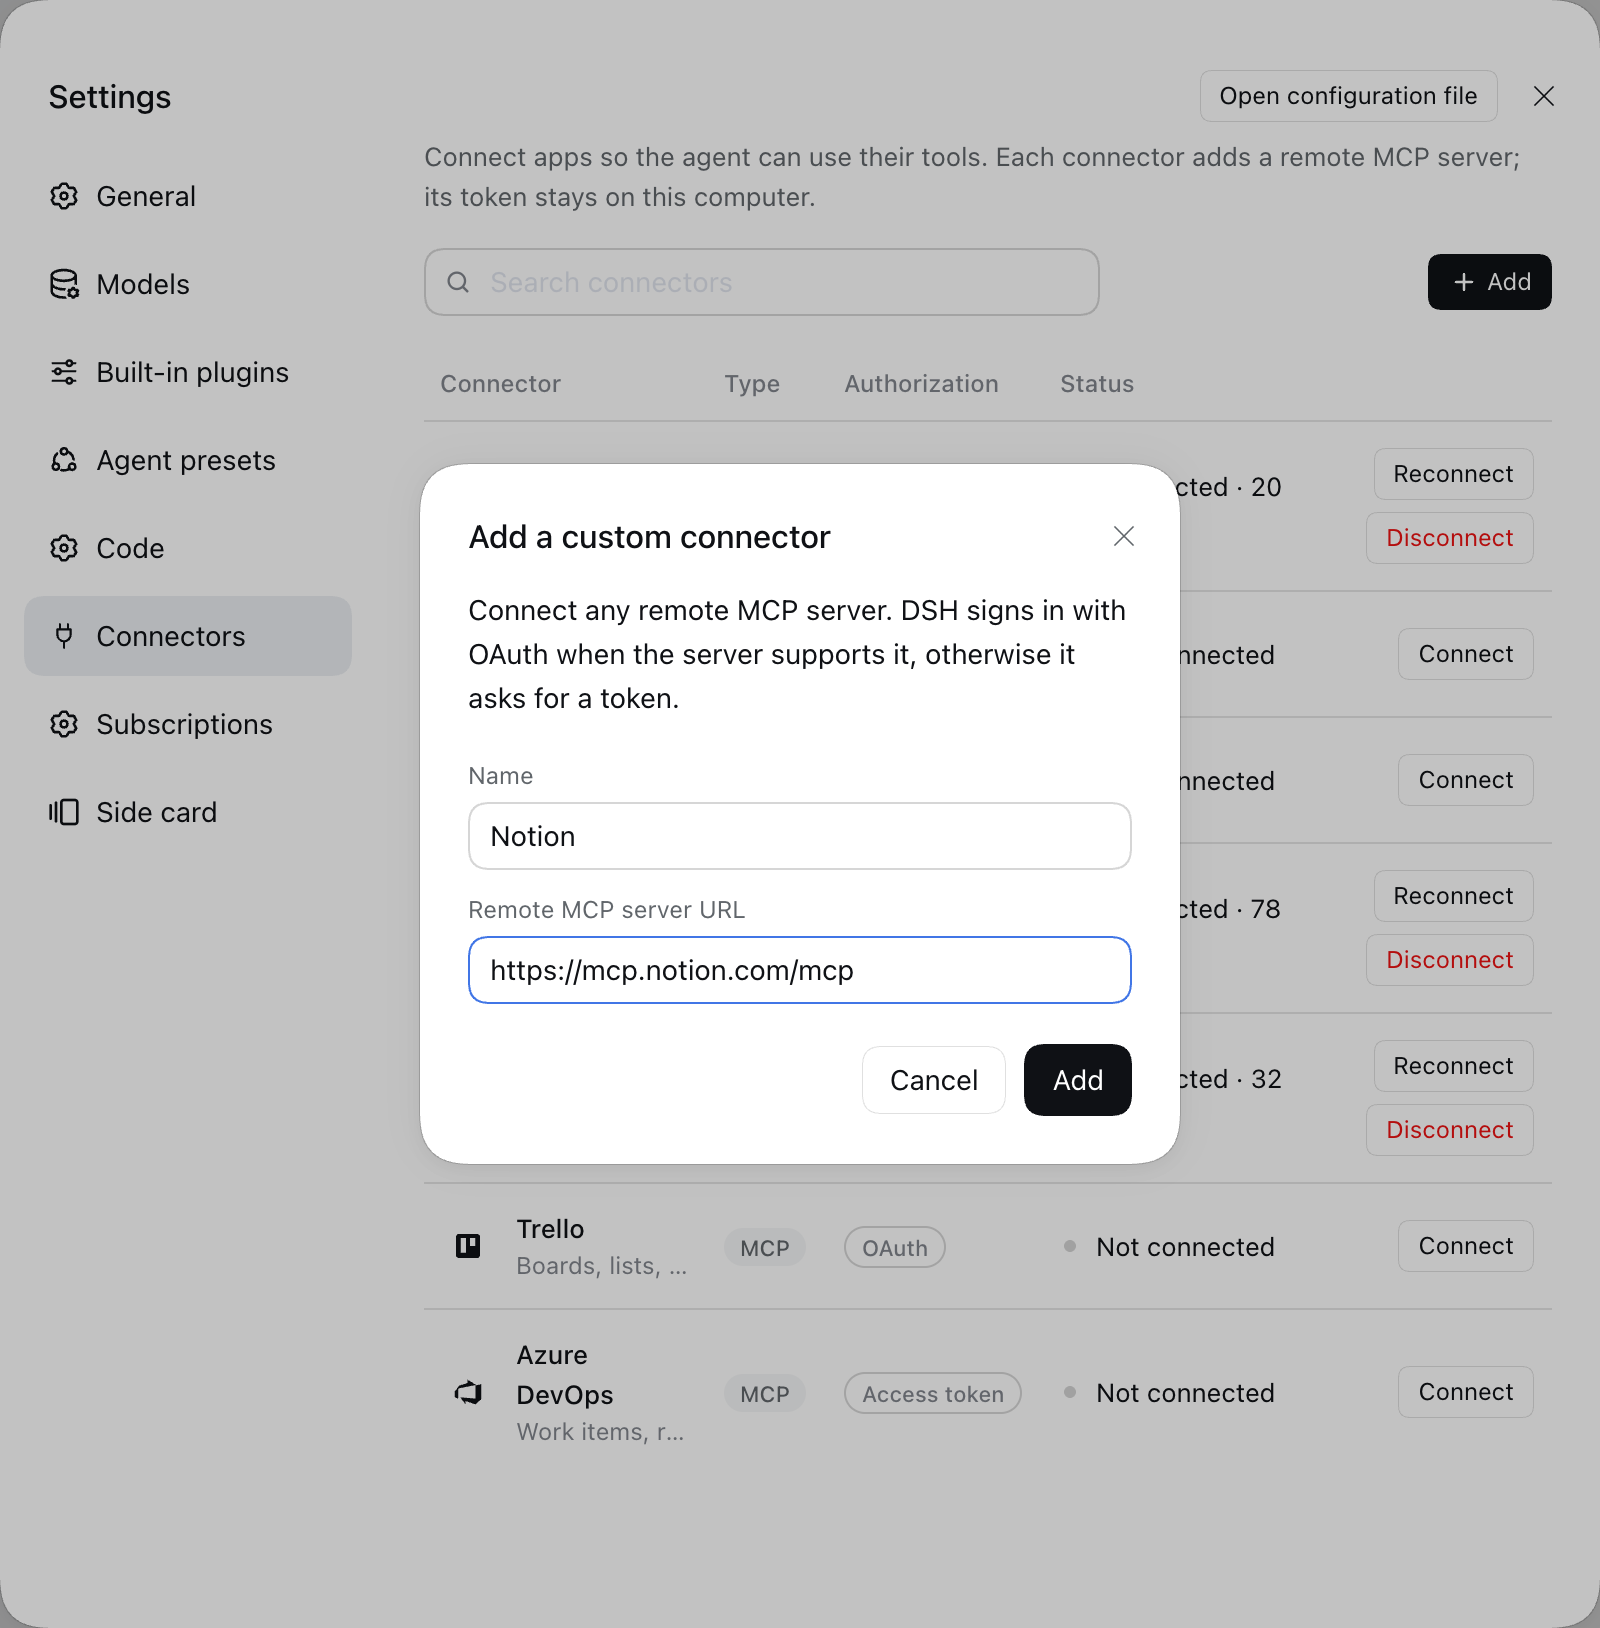 Settings
Open configuration file
Connect apps so the agent can use their tools. Each connector adds a remote MCP server;
its token stays on this computer.
General
Models
Built-in plugins
Agent presets
Code
Connectors
Subscriptions
Side card
Search connectors
Add
Connector Type Authorization Status
cted · 20
Reconnect
Disconnect
nnected
Connect
nnected
Connect
cted · 78
Reconnect
Disconnect
cted · 32
Reconnect
Disconnect
Add a custom connector
Connect any remote MCP server. DSH signs in with
OAuth when the server supports it, otherwise it
asks for a token.
Name
Notion
Remote MCP server URL
https://mcp.notion.com/mcp
Cancel
Add
Trello
Boards, lists, ...
MCP
OAuth
Not connected
Connect
Azure
DevOps
Work items, r...
MCP
Access token
Not connected
Connect